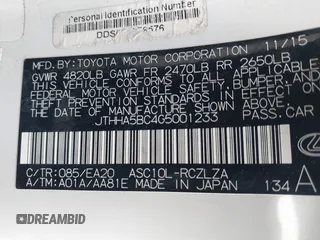 Personal Identification Number
MFD.BY:TOYOTA MOTOR CORPORATION 11/15
GVWR 4820LB GAWR FR 2470LB RR 2650LB
THIS VEHICLE CONFORMS TO ALL APPLICABLE
FEDERAL MOTOR VEHICLE SAFETY, BUMPER, AND
THEFT PREVENTION STANDARDS IN EFFECT
ON THE DATE OF MANUFACTURE SHOWN ABOVE.
JTHHA5BC4G5001233
C/TR:085/EA20 ASC10L-RCZLZA
A/TM:A01A/AA81E MADE IN JAPAN 134 A
DREAMBID
dreambid.com